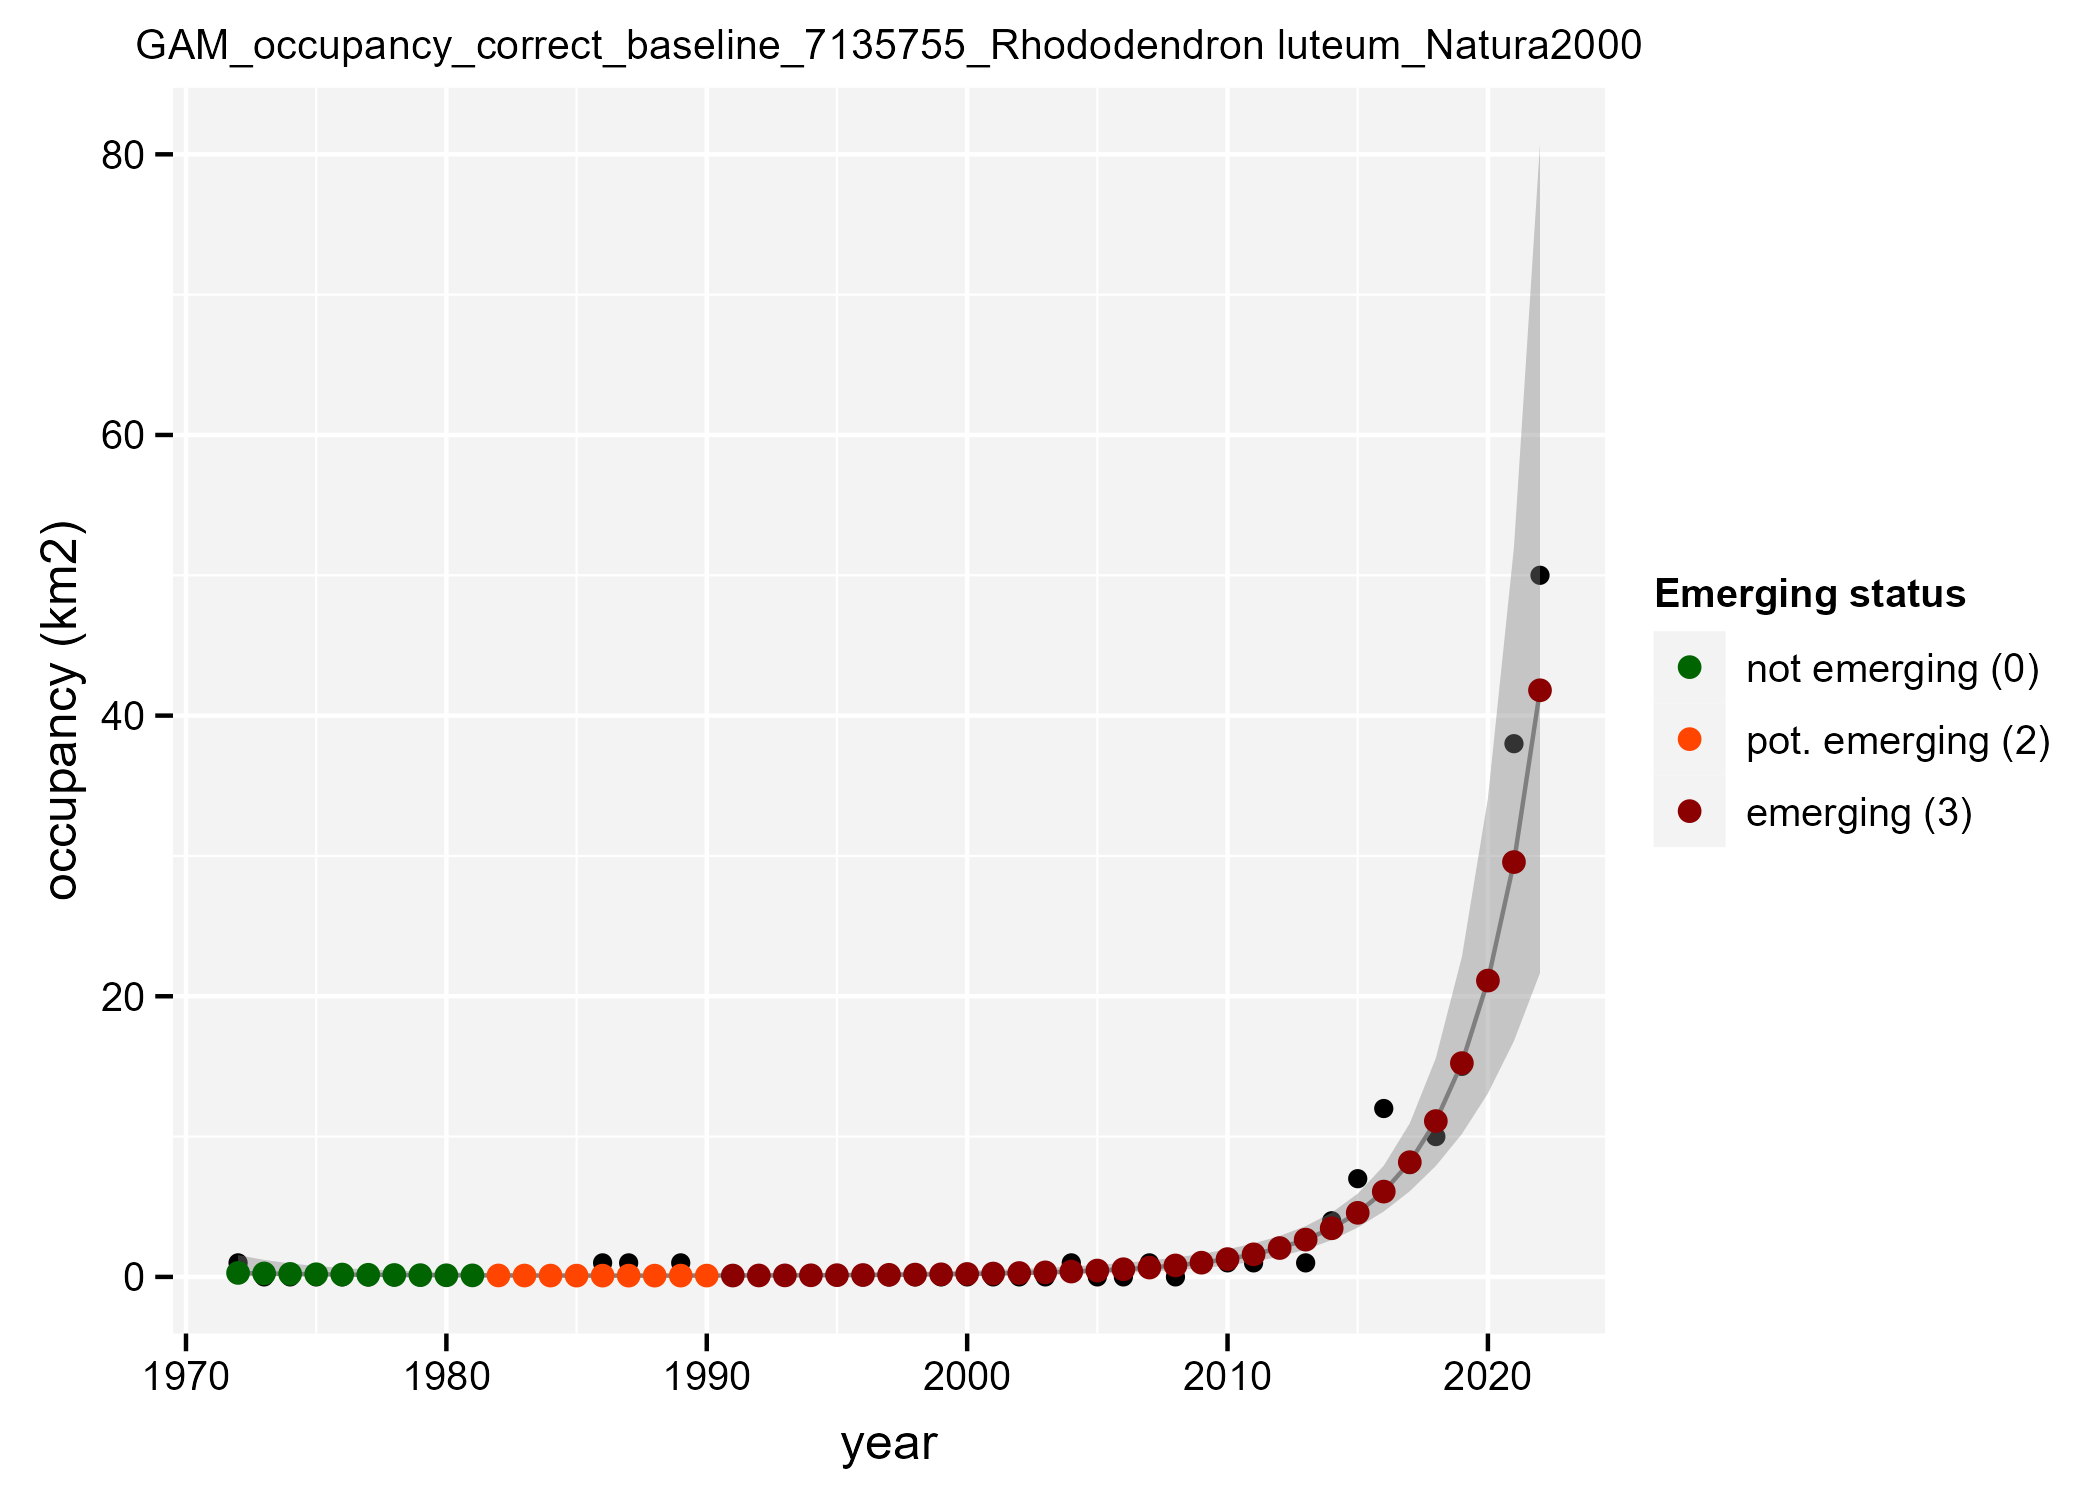 GAM_occupancy_correct_baseline_7135755_Rhododendron luteum_Natura2000
80
60
40
20
0
occupancy (km2)
1970 1980 1990 2000 2010 2020
year
Emerging status
not emerging (0)
pot. emerging (2)
emerging (3)